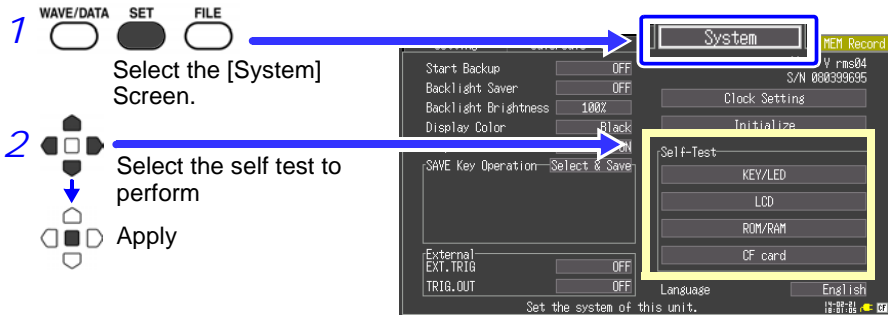 1
WAVE/DATA SET FILE
Select the [System]
Screen.
2
Select the self test to
perform
Apply
System
MEM Record
V rms04
S/N 080399695
Start Backup OFF
Backlight Saver OFF
Backlight Brightness 100%
Display Color Black
ON
SAVE Key Operation Select & Save
External
EXT.TRIG OFF
TRIG.OUT OFF
Clock Setting
Initialize
Self-Test
KEY/LED
LCD
ROM/RAM
CF card
Language English
Set the system of this unit.
CF